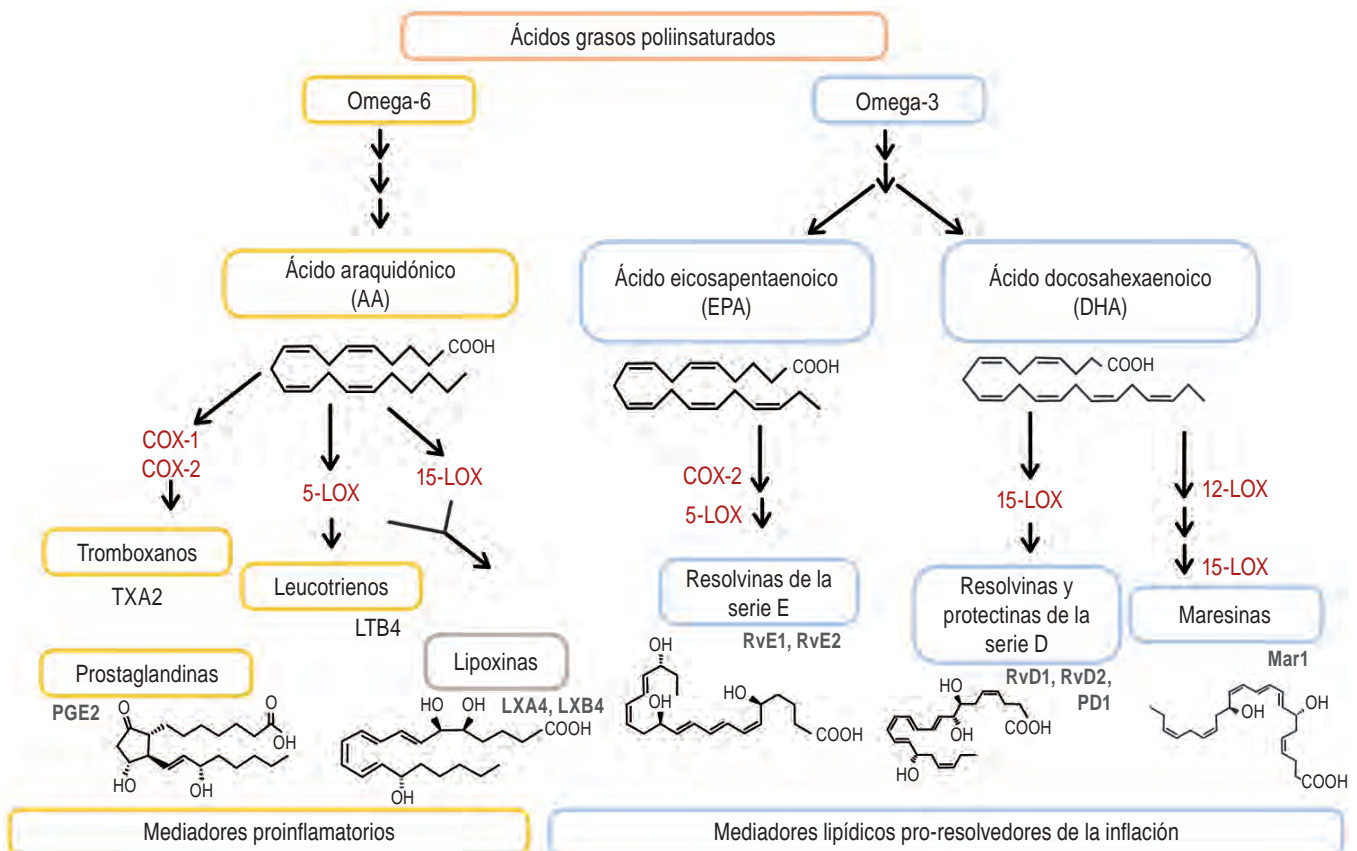 Ácidos grasos poliinsaturados
Omega-6
Omega-3
Ácido araquidónico
(AA)
Ácido eicosapentaenoico
(EPA)
Ácido docosahexaenoico
(DHA)
COOH
COOH
COOH
COX-1
COX-2
5-LOX
15-LOX
COX-2
5-LOX
15-LOX
12-LOX
15-LOX
Tromboxanos
TXA2
Leucotrienos
LTB4
Resolvinas de la
serie E
RvE1, RvE2
Resolvinas y
protectinas de la
serie D
RvD1, RvD2,
PD1
Maresinas
Mar1
Prostaglandinas
PGE2
Lipoxinas
LXA4, LXB4
O
O
OH
HO
OH
HO
HO
COOH
OH
OH
HO
HO
COOH
HO
OH
COOH
HO
HO
OH
COOH
Mediadores proinflamatorios
Mediadores lipídicos pro-resolvedores de la inflación